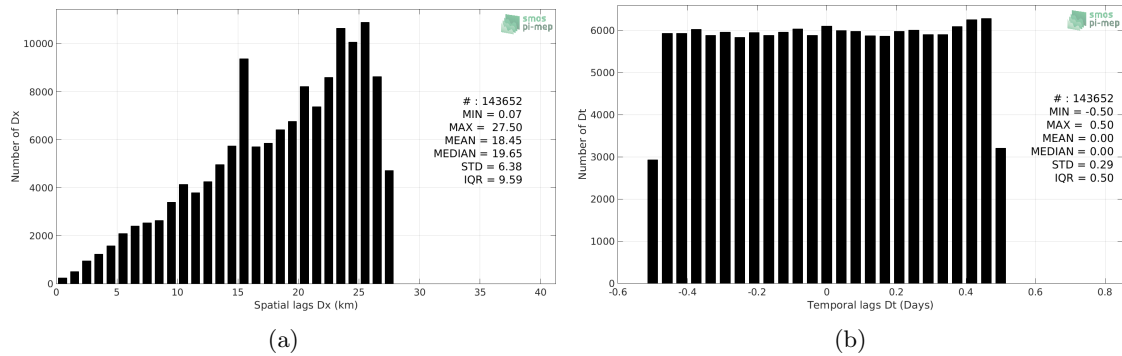 10000
8000
6000
4000
2000
0
Number of Dx
0 5 10 15 20 25 30 35 40
Spatial lags Dx (km)
smos
pi-mep
# : 143652
MIN = 0.07
MAX = 27.50
MEAN = 18.45
MEDIAN = 19.65
STD = 6.38
IQR = 9.59
(a)
6000
5000
4000
3000
2000
1000
0
Number of Dt
-0.6 -0.4 -0.2 0 0.2 0.4 0.6 0.8
Temporal lags Dt (Days)
smos
pi-mep
# : 143652
MIN = -0.50
MAX = 0.50
MEAN = 0.00
MEDIAN = 0.00
STD = 0.29
IQR = 0.50
(b)